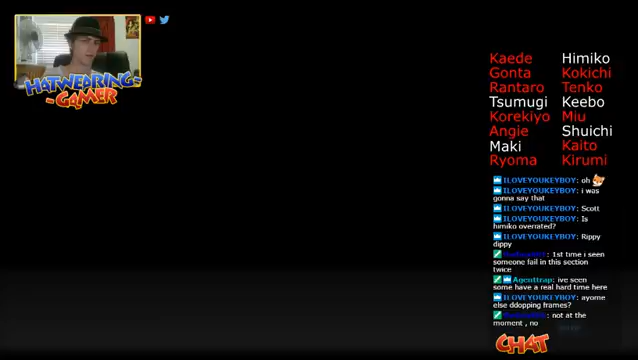 HATWEARING
-GAMER
Kaede
Himiko
Gonta
Kokichi
Rantaro
Tenko
Tsumugi
Keebo
Korekiyo
Miu
Angie
Shuichi
Maki
Kaito
Ryoma
Kirumi
ILOVEYOUKEYBOY: oh
ILOVEYOUKEYBOY: i was
gonna say that
ILOVEYOUKEYBOY: Scott
ILOVEYOUKEYBOY: Is
himiko overrated?
ILOVEYOUKEYBOY: Rippy
dippy
: 1st time i seen
someone fail in this section
twice
Agenttrap: ive seen
some have a real hard time here
ILOVEYOUKEYBOY: ayome
else ddopping frames?
: not at the
moment , no
CHAT